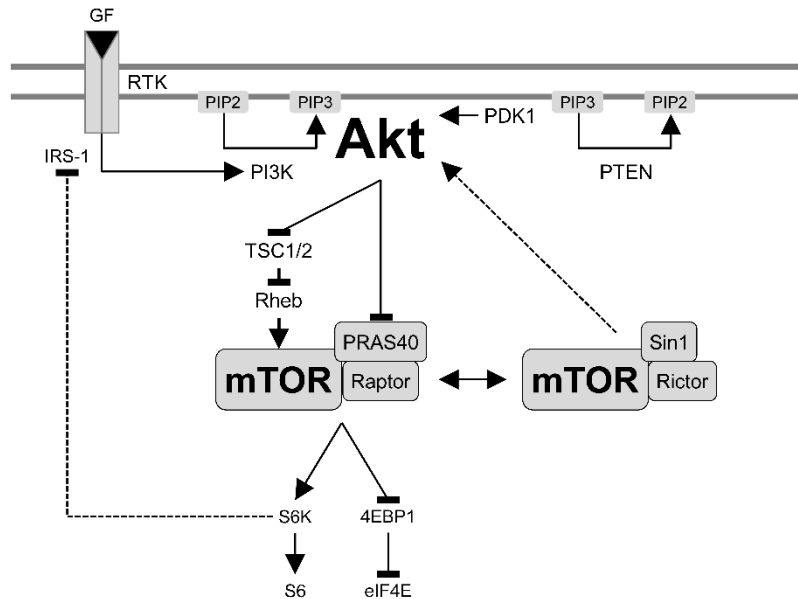 GF
RTK
PIP2
PIP3
Akt
PDK1
PIP3
PIP2
IRS-1
PI3K
PTEN
TSC1/2
Rheb
PRAS40
mTOR
Raptor
Sin1
mTOR
Rictor
S6K
4EBP1
S6
eIF4E